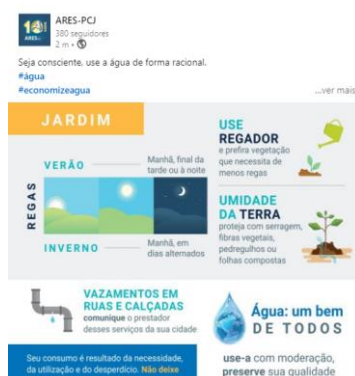 ARES-PCJ
380 seguidores
2 m •
Seja consciente, use a água de forma racional.
#água
#economizeagua
...ver mais
JARDIM
REGAS
VERÃO
Manhã, final da
tarde ou à noite
INVERNO
Manhã, em
dias alternados
USE
REGADOR
e prefira vegetação
que necessita de
menos regas
UMIDADE
DA TERRA
proteja com serragem,
fibras vegetais,
pedregulhos ou
folhas compostas
VAZAMENTOS EM
RUAS E CALÇADAS
comunique o prestador
desses serviços da sua cidade
Água: um bem
DE TODOS
Seu consumo é resultado da necessidade,
da utilização e do desperdício. Não deixe
use-a com moderação,
preserve sua qualidade